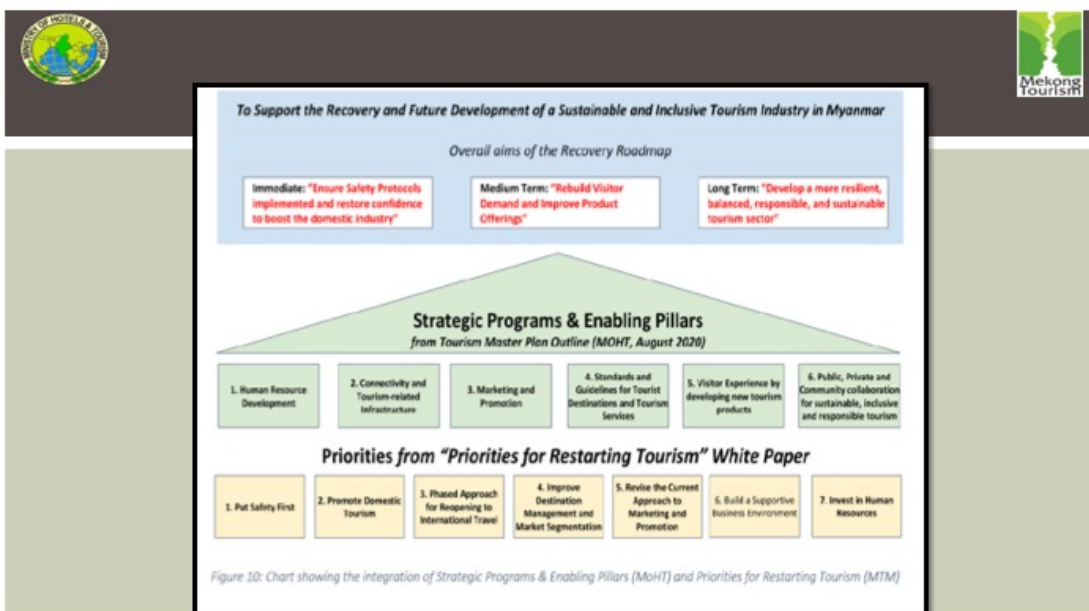 MINISTRY OF HOTELS & TOURISM
Mekong
Tourism
To Support the Recovery and Future Development of a Sustainable and Inclusive Tourism Industry in Myanmar
Overall aims of the Recovery Roadmap
Immediate: "Ensure Safety Protocols
implemented and restore confidence
to boost the domestic industry"
Medium Term: "Rebuild Visitor
Demand and Improve Product
Offerings"
Long Term: "Develop a more resilient,
balanced, responsible, and sustainable
tourism sector"
Strategic Programs & Enabling Pillars
from Tourism Master Plan Outline (MOHT, August 2020)
1. Human Resource
Development
2. Connectivity and
Tourism-related
Infrastructure
3. Marketing and
Promotion
4. Standards and
Guidelines for Tourist
Destinations and Tourism
Services
5. Visitor Experience by
developing new tourism
products
6. Public, Private and
Community collaboration
for sustainable, inclusive
and responsible tourism
Priorities from "Priorities for Restarting Tourism" White Paper
1. Put Safety First
2. Promote Domestic
Tourism
3. Phased Approach
for Reopening to
International Travel
4. Improve
Destination
Management and
Market Segmentation
5. Revise the Current
Approach to
Marketing and
Promotion
6. Build a Supportive
Business Environment
7. Invest in Human
Resources
Figure 10: Chart showing the integration of Strategic Programs & Enabling Pillars (MoHT) and Priorities for Restarting Tourism (MTM)